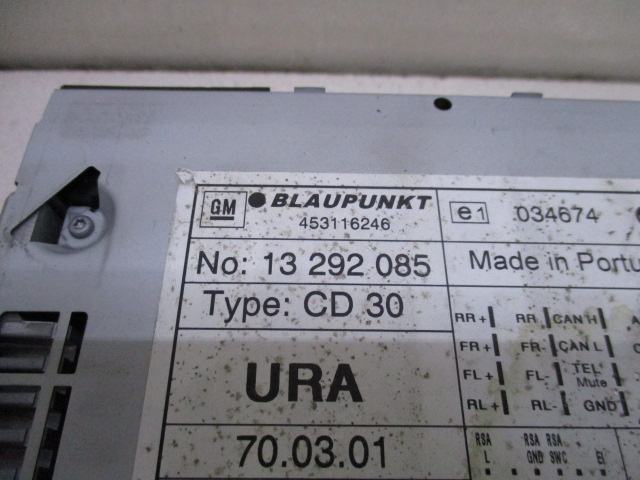 GM BLAUPUNKT e1 034674
453116246
No: 13 292 085 Made in Portu
Type: CD 30
RR + RR CAN H
FR + FR- CAN L
URA FL + FL- TEL* Mute
RL + RL- GND
70.03.01 RSA L RSA GND RSA SWC